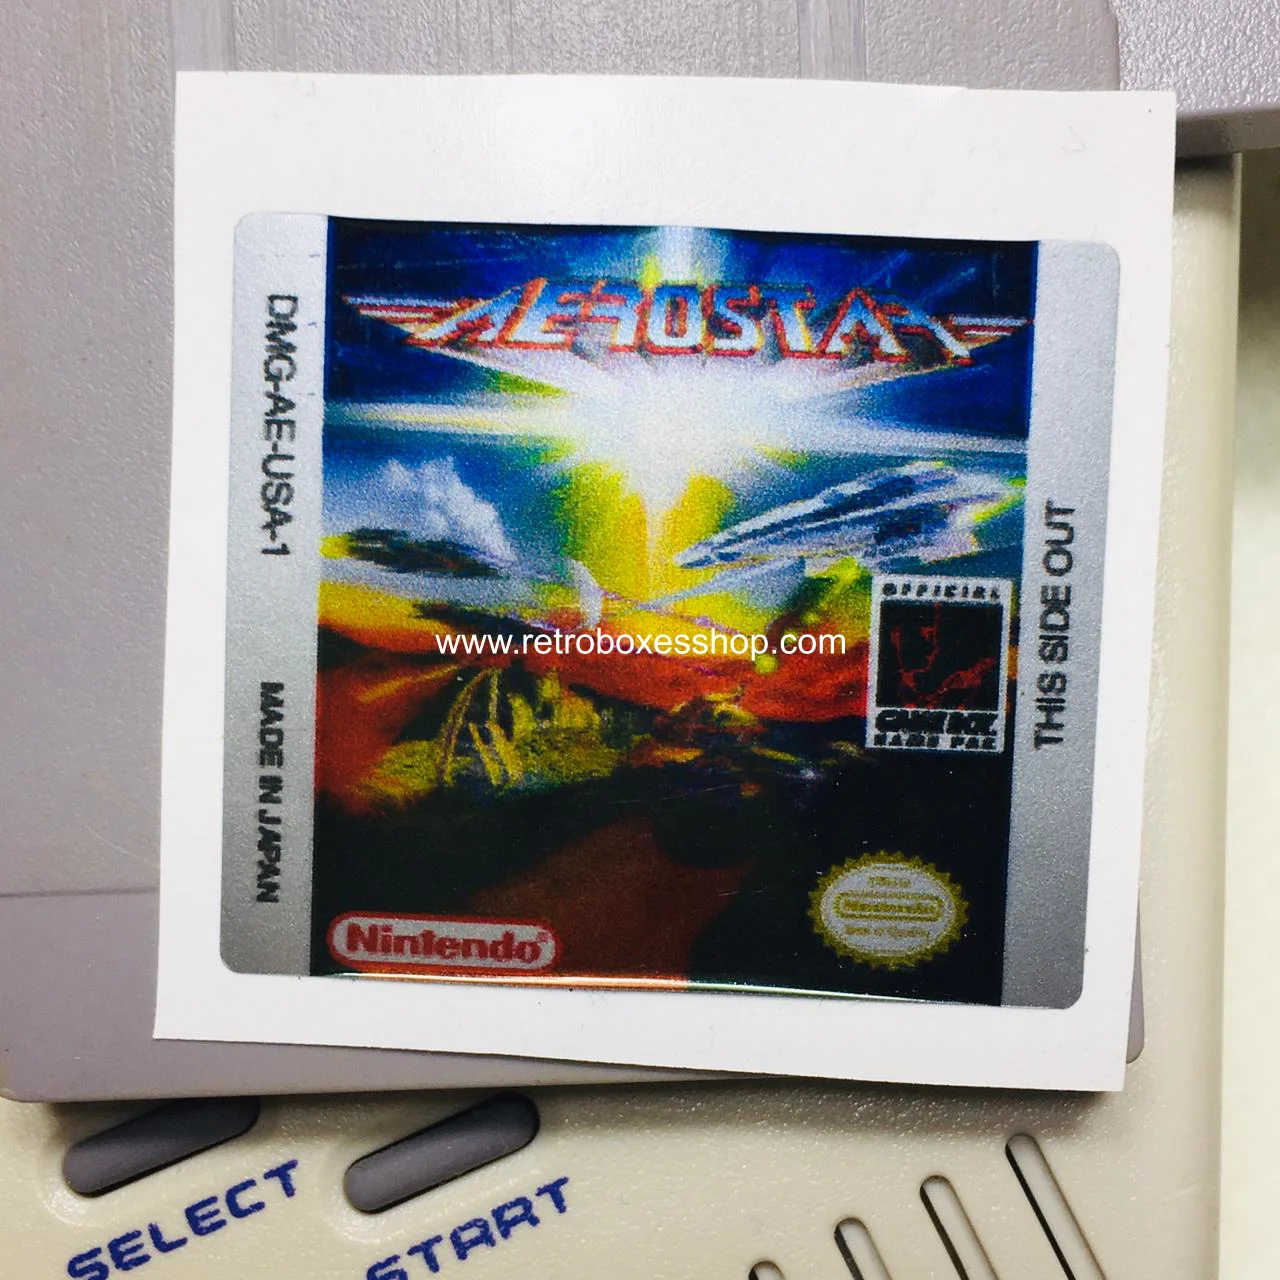 AEROSTAR
DMG-AE-USA-1
MADE IN JAPAN
THIS SIDE OUT
OFFICIAL
GAME BOY
GAME PAK
www.retroboxesshop.com
Nintendo®
Nintendo
SELECT
START